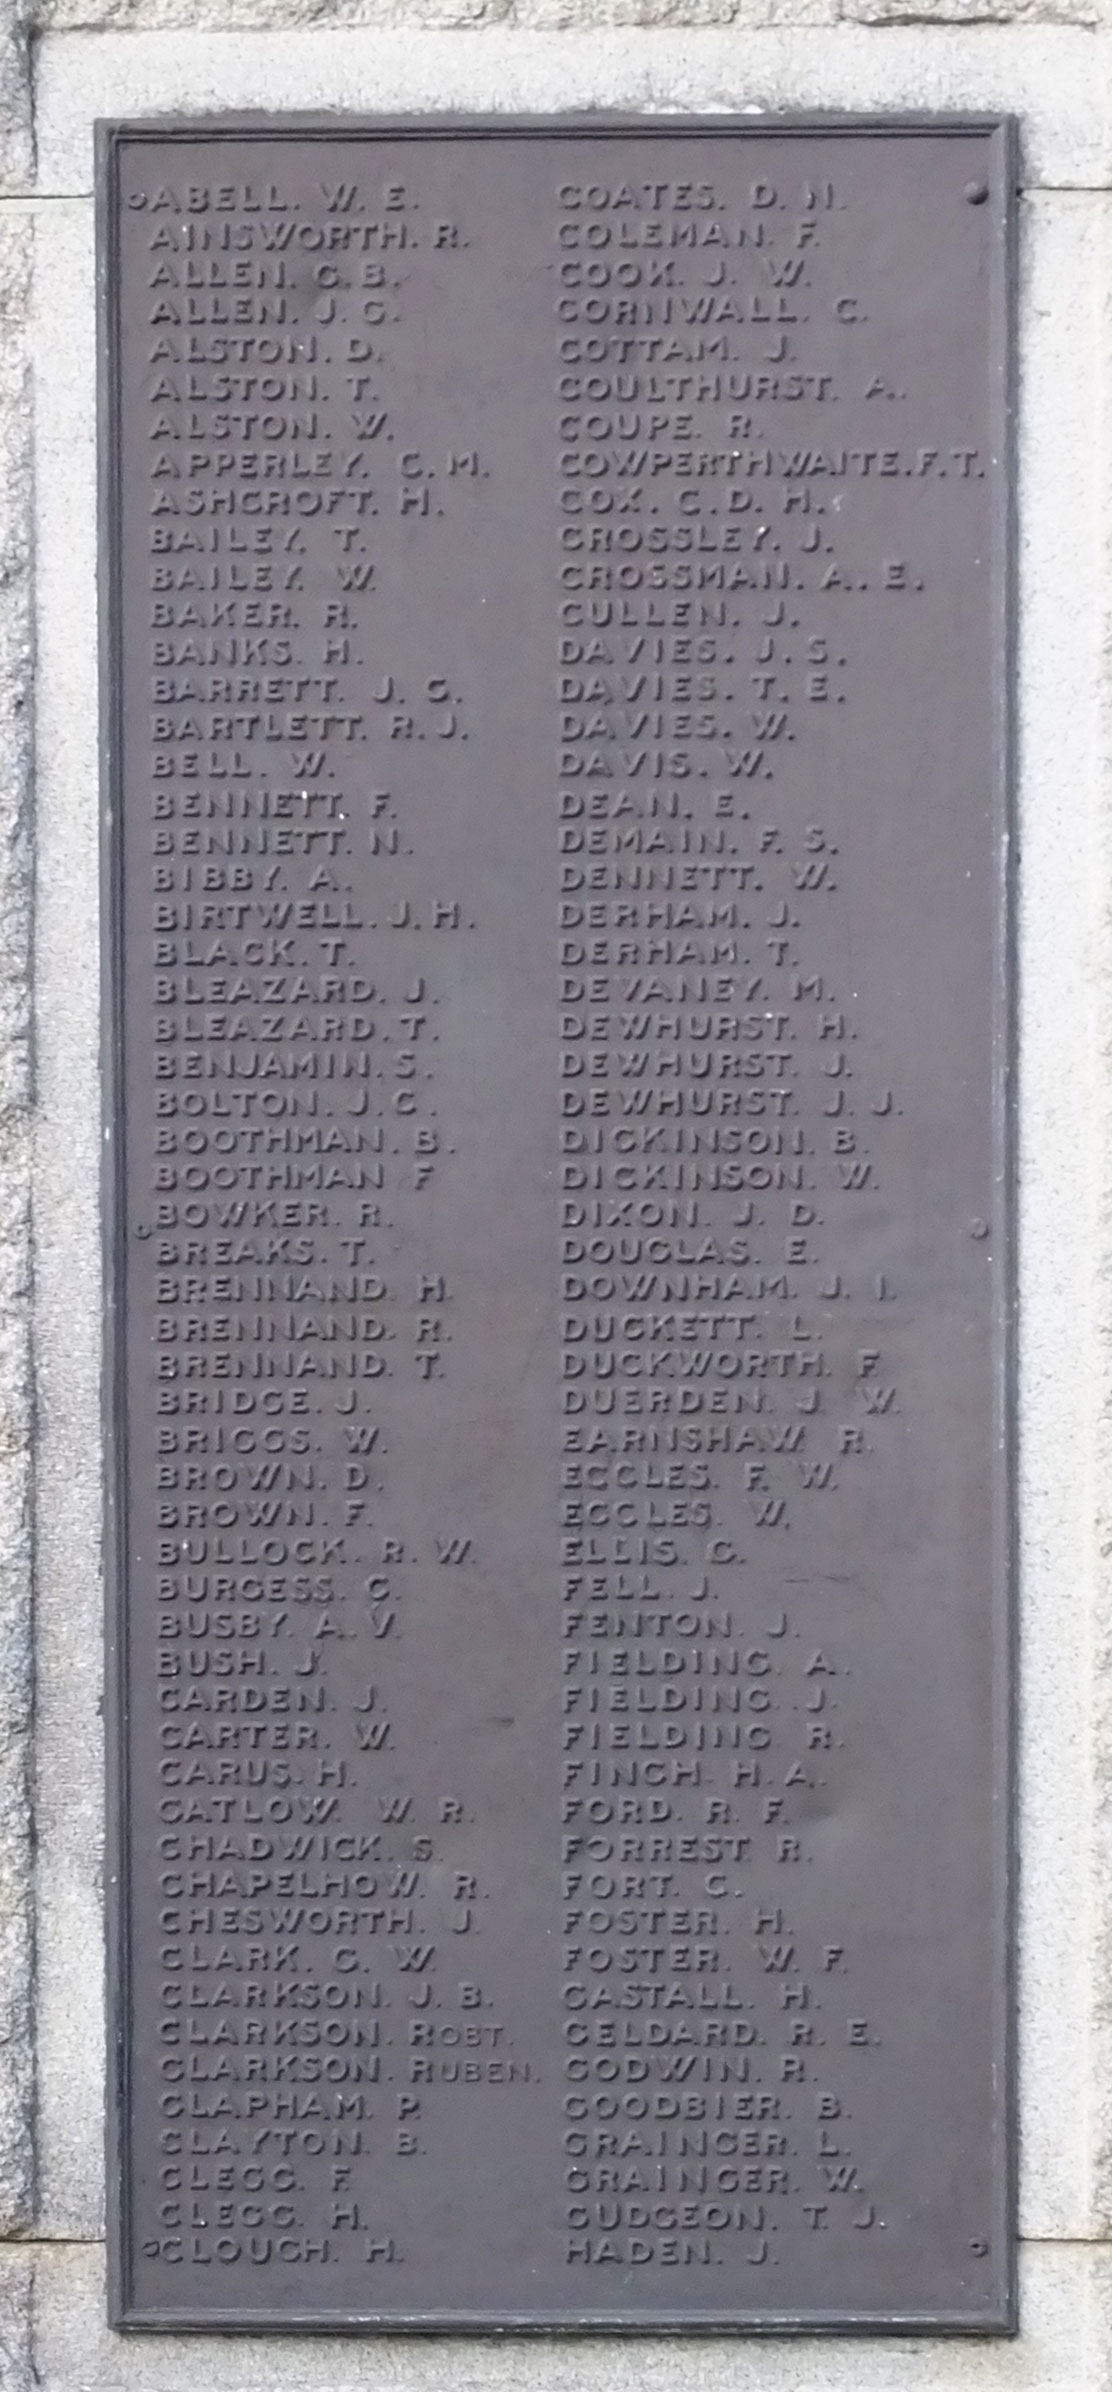 ABELL. W. E.
AINSWORTH. R.
ALLEN. G. B.
ALLEN. J. G.
ALSTON. D.
ALSTON. T.
ALSTON. W.
APPERLEY. C. M.
ASHCROFT. H.
BAILEY. T.
BAILEY. W.
BAKER. R.
BANKS. H.
BARRETT. J. G.
BARTLETT. R. J.
BELL. W.
BENNETT. F.
BENNETT. N.
BIBBY. A.
BIRTWELL. J. H.
BLACK. T.
BLEAZARD. J.
BLEAZARD. T.
BENJAMIN. S.
BOLTON. J. C.
BOOTHMAN. B.
BOOTHMAN F
BOWKER. R.
BREAKS. T.
BRENNAND. H.
BRENNAND. R.
BRENNAND. T.
BRIDGE. J.
BRIGGS. W.
BROWN. D.
BROWN. F.
BULLOCK. R. W.
BURGESS. C.
BUSBY. A. V.
BUSH. J.
CARDEN. J.
CARTER. W.
CARUS. H.
CATLOW. W. R.
CHADWICK. S.
CHAPELHOW. R.
CHESWORTH. J.
CLARK. G. W.
CLARKSON. J. B.
CLARKSON. ROBT.
CLARKSON. RUBEN.
CLAPHAM. P.
CLAYTON. B.
CLEGG. F.
CLEGG. H.
CLOUGH. H.
COATES. D. N.
COLEMAN. F.
COOK. J. W.
CORNWALL. C.
COTTAM. J.
COULTHURST. A.
COUPE. R.
COWPERTHWAITE. F. T.
COX. C. D. H.
CROSSLEY. J.
CROSSMAN. A. E.
CULLEN. J.
DAVIES. J. S.
DAVIES. T. E.
DAVIES. W.
DAVIS. W.
DEAN. E.
DEMAIN. F. S.
DENNETT. W.
DERHAM. J.
DERHAM. T.
DEVANEY. M.
DEWHURST. H.
DEWHURST. J.
DEWHURST. J. J.
DICKINSON. B.
DICKINSON. W.
DIXON. J. D.
DOUGLAS. E.
DOWNHAM. J. I.
DUCKETT. L.
DUCKWORTH. F.
DUERDEN. J. W.
EARNSHAW. R.
ECCLES. F. W.
ECCLES. W.
ELLIS. G.
FELL. J.
FENTON. J.
FIELDING. A.
FIELDING. J.
FIELDING. R.
FINCH. H. A.
FORD. R. F.
FORREST. R.
FORT. C.
FOSTER. H.
FOSTER. W. F.
GASTALL. H.
GELDARD. R. E.
GODWIN. R.
GOODBIER. B.
GRAINGER. L.
GRAINGER. W.
GUDGEON. T. J.
HADEN. J.